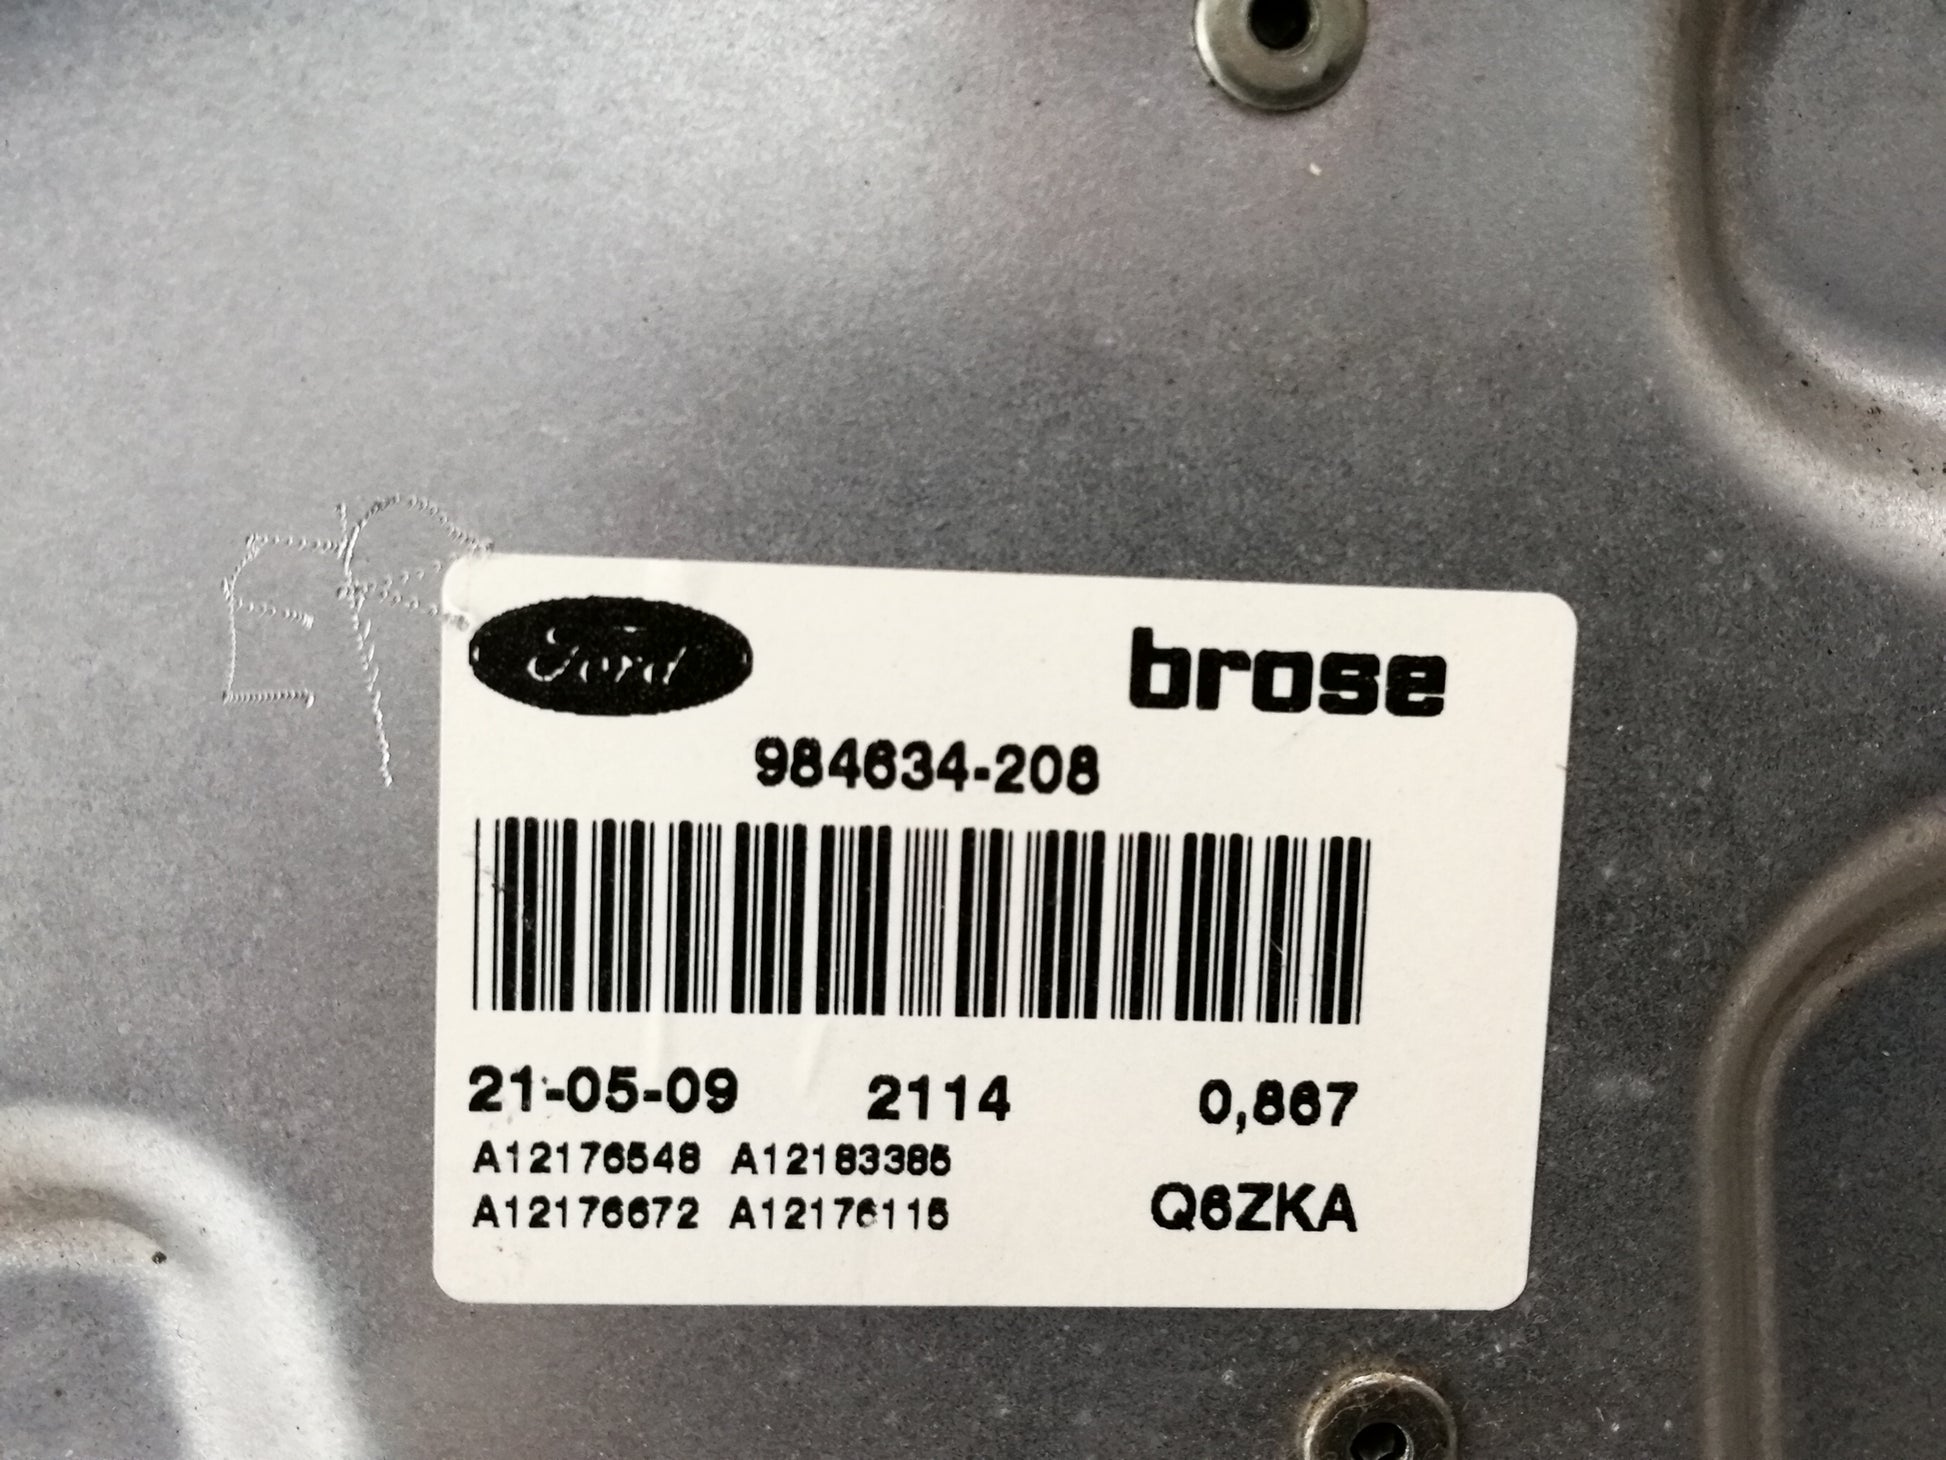 Ford brose
984634-208
21-05-09 2114 0,867
A12176548 A12183385
A12176672 A12176115 Q6ZKA